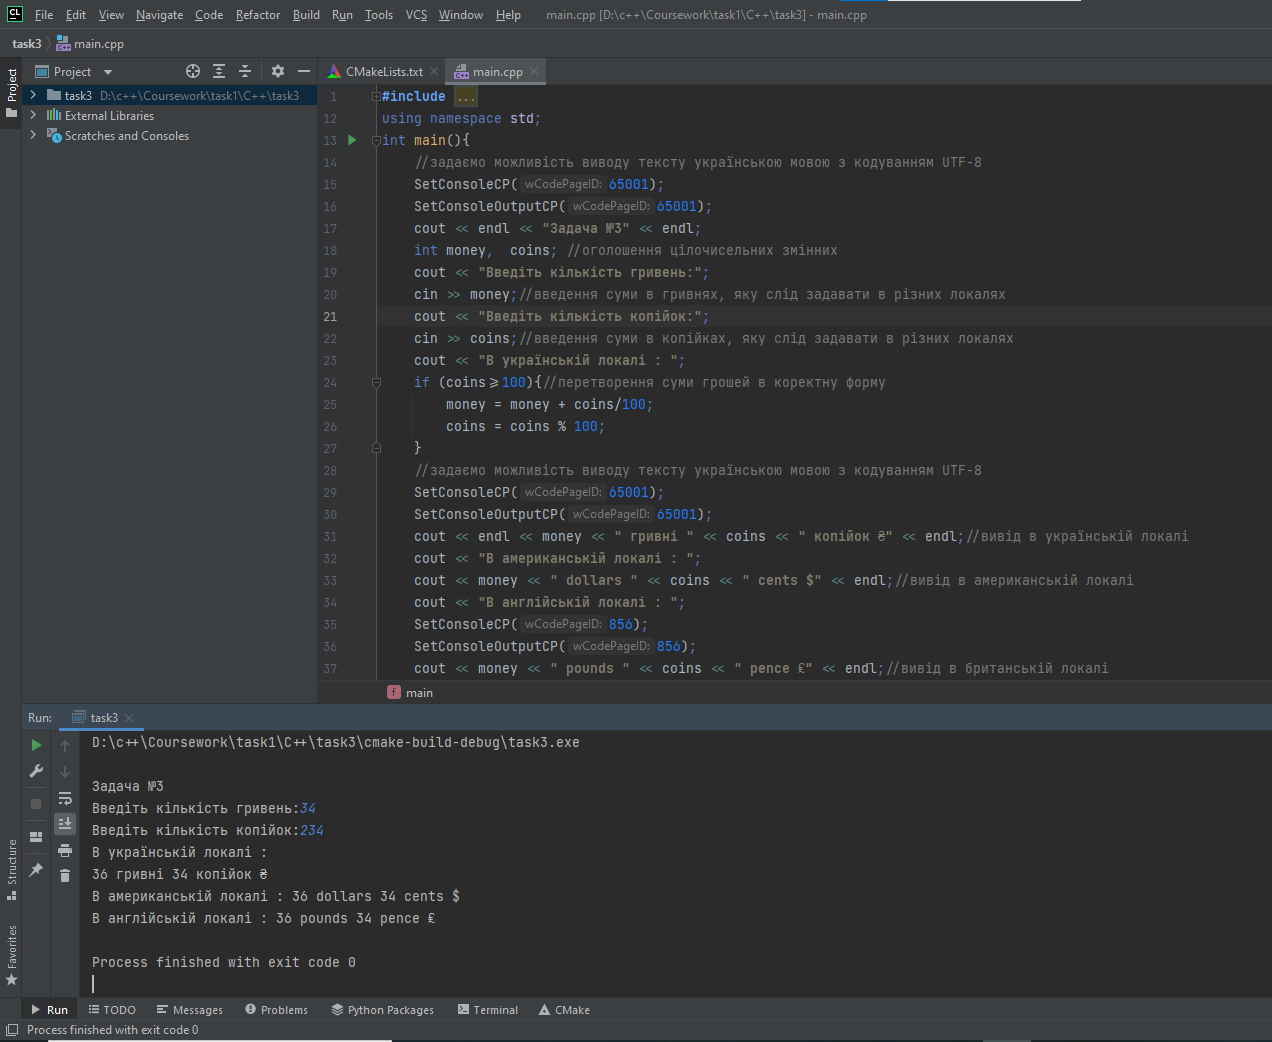 CL File Edit View Navigate Code Refactor Build Run Tools VCS Window Help main.cpp [D:\c++\Coursework\task1\C++\task3] - main.cpp
task3 main.cpp
Project
Project
CMakeLists.txt main.cpp
task3 D:\c++\Coursework\task1\C++\task3
External Libraries
Scratches and Consoles
1 #include ...
12 using namespace std;
13 int main(){
14 //задаємо можливість виводу тексту українською мовою з кодуванням UTF-8
15 SetConsoleCP( wCodePageID: 65001);
16 SetConsoleOutputCP( wCodePageID: 65001);
17 cout << endl << "Задача №3" << endl;
18 int money, coins; //оголошення цілочисельних змінних
19 cout << "Введіть кількість гривень:";
20 cin >> money;//введення суми в гривнях, яку слід задавати в різних локалях
21 cout << "Введіть кількість копійок:";
22 cin >> coins;//введення суми в копійках, яку слід задавати в різних локалях
23 cout << "В українській локалі : ";
24 if (coins>=100){//перетворення суми грошей в коректну форму
25 money = money + coins/100;
26 coins = coins % 100;
27 }
28 //задаємо можливість виводу тексту українською мовою з кодуванням UTF-8
29 SetConsoleCP( wCodePageID: 65001);
30 SetConsoleOutputCP( wCodePageID: 65001);
31 cout << endl << money << " гривні " << coins << " копійок ₴" << endl;//вивід в українській локалі
32 cout << "В американській локалі : ";
33 cout << money << " dollars " << coins << " cents $" << endl;//вивід в американській локалі
34 cout << "В англійській локалі : ";
35 SetConsoleCP( wCodePageID: 856);
36 SetConsoleOutputCP( wCodePageID: 856);
37 cout << money << " pounds " << coins << " pence ₤" << endl;//вивід в британській локалі
f main
Run: task3
D:\c++\Coursework\task1\C++\task3\cmake-build-debug\task3.exe
Задача №3
Введіть кількість гривень:34
Введіть кількість копійок:234
В українській локалі :
36 гривні 34 копійок ₴
В американській локалі : 36 dollars 34 cents $
В англійській локалі : 36 pounds 34 pence ₤
Process finished with exit code 0
Structure
Favorites
Run TODO Messages Problems Python Packages Terminal CMake
Process finished with exit code 0